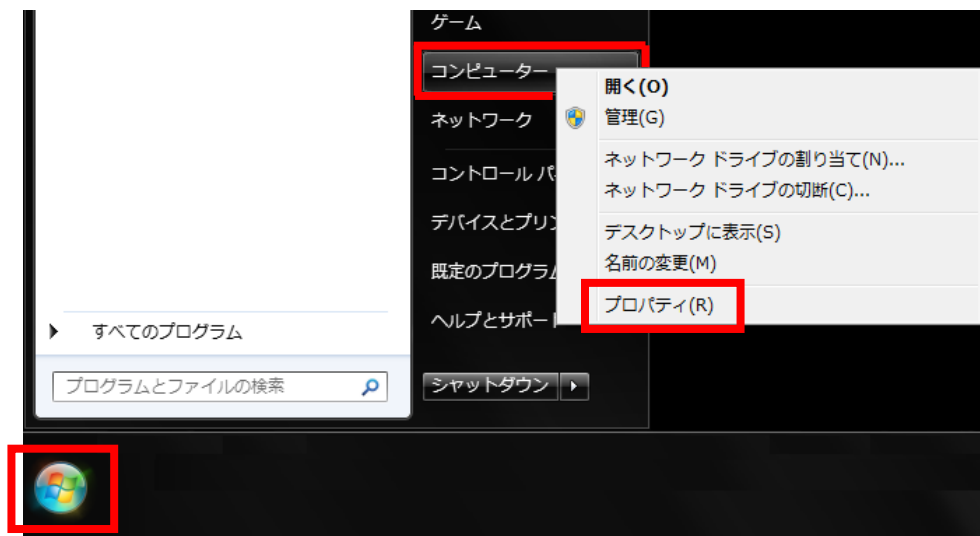 ゲーム
コンピューター
ネットワーク
コントロール パ
デバイスとプリン
既定のプログラム
ヘルプとサポート
シャットダウン
開く(O)
管理(G)
ネットワーク ドライブの割り当て(N)...
ネットワーク ドライブの切断(C)...
デスクトップに表示(S)
名前の変更(M)
プロパティ(R)
すべてのプログラム
プログラムとファイルの検索